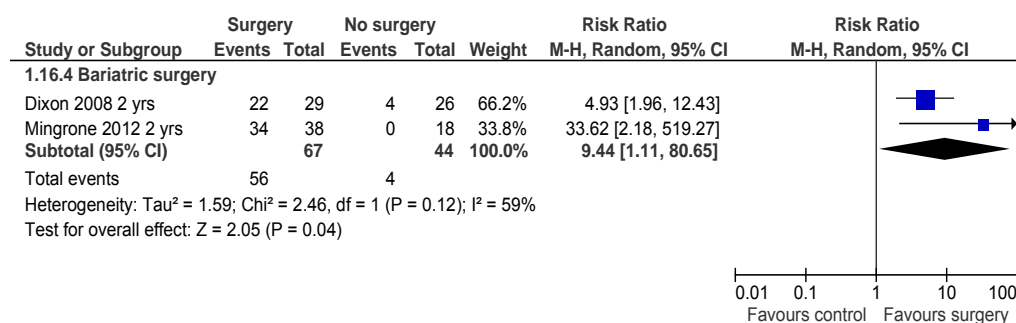 Surgery No surgery Risk Ratio Risk Ratio
Study or Subgroup Events Total Events Total Weight M-H, Random, 95% CI M-H, Random, 95% CI
1.16.4 Bariatric surgery
Dixon 2008 2 yrs 22 29 4 26 66.2% 4.93 [1.96, 12.43]
Mingrone 2012 2 yrs 34 38 0 18 33.8% 33.62 [2.18, 519.27]
Subtotal (95% CI) 67 44 100.0% 9.44 [1.11, 80.65]
Total events 56 4
Heterogeneity: Tau² = 1.59; Chi² = 2.46, df = 1 (P = 0.12); I² = 59%
Test for overall effect: Z = 2.05 (P = 0.04)
0.01 0.1 1 10 100
Favours control Favours surgery